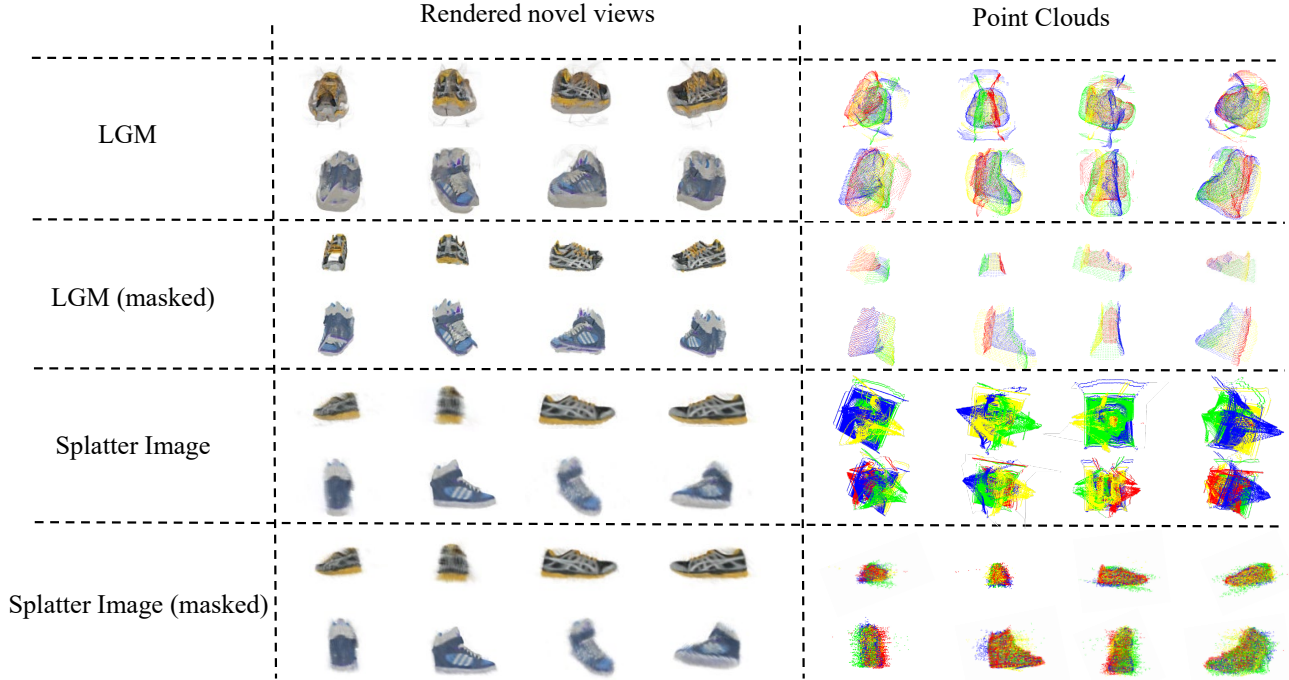 Rendered novel views
Point Clouds
LGM
LGM (masked)
Splatter Image
Splatter Image (masked)